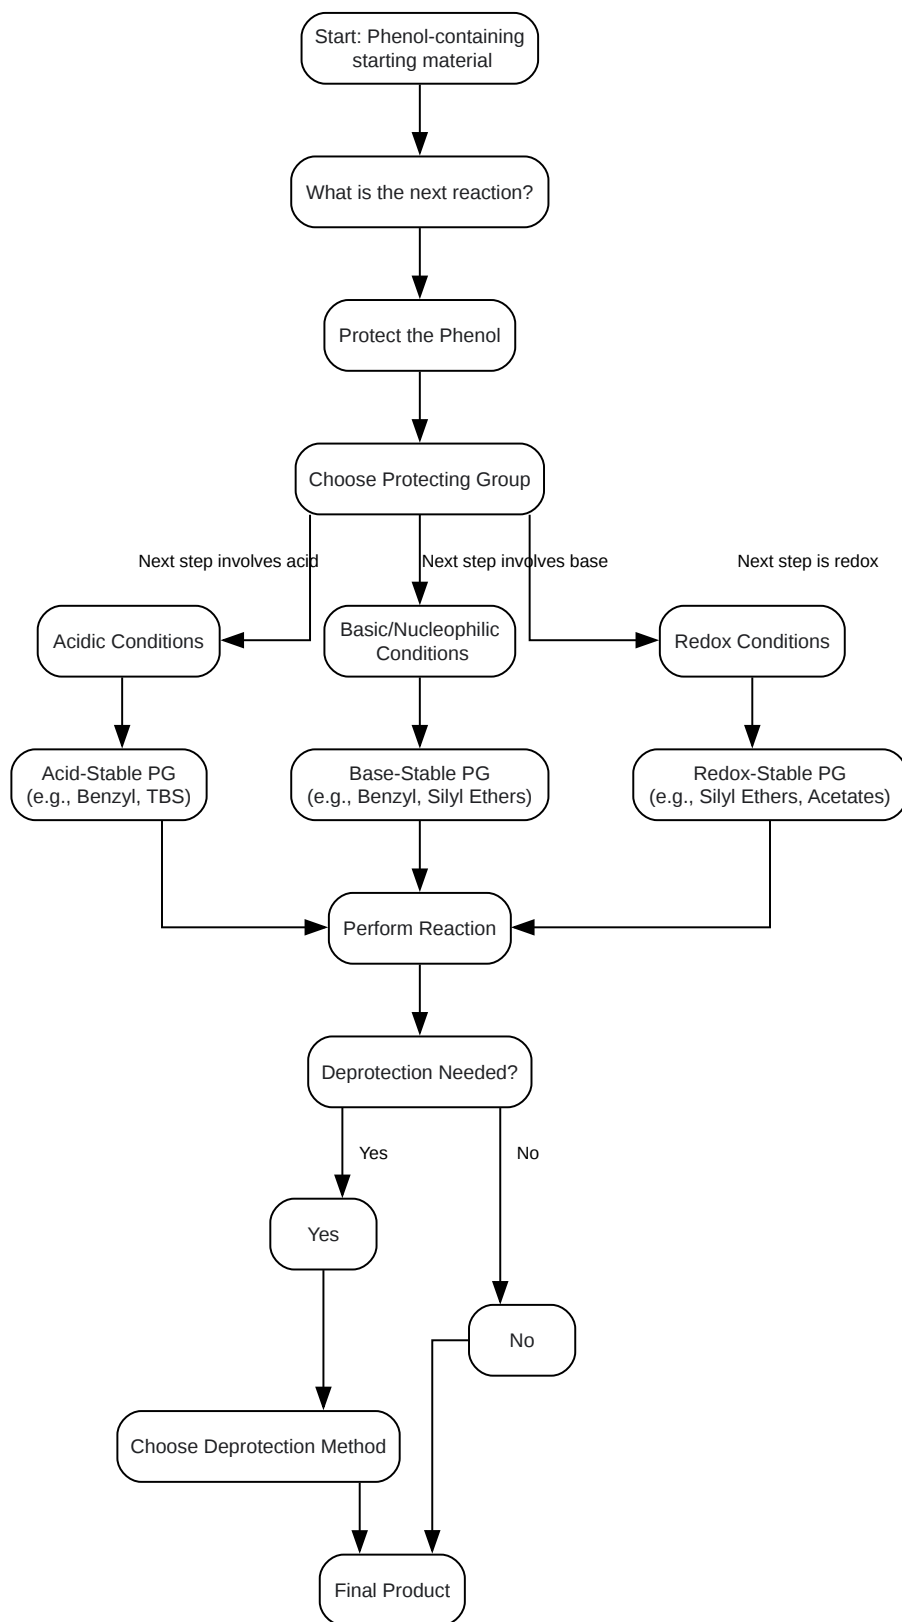 Start: Phenol-containing
starting material
What is the next reaction?
Protect the Phenol
Choose Protecting Group
Next step involves acid
Next step involves base
Next step is redox
Acidic Conditions
Basic/Nucleophilic
Conditions
Redox Conditions
Acid-Stable PG
(e.g., Benzyl, TBS)
Base-Stable PG
(e.g., Benzyl, Silyl Ethers)
Redox-Stable PG
(e.g., Silyl Ethers, Acetates)
Perform Reaction
Deprotection Needed?
Yes
No
Yes
No
Choose Deprotection Method
Final Product